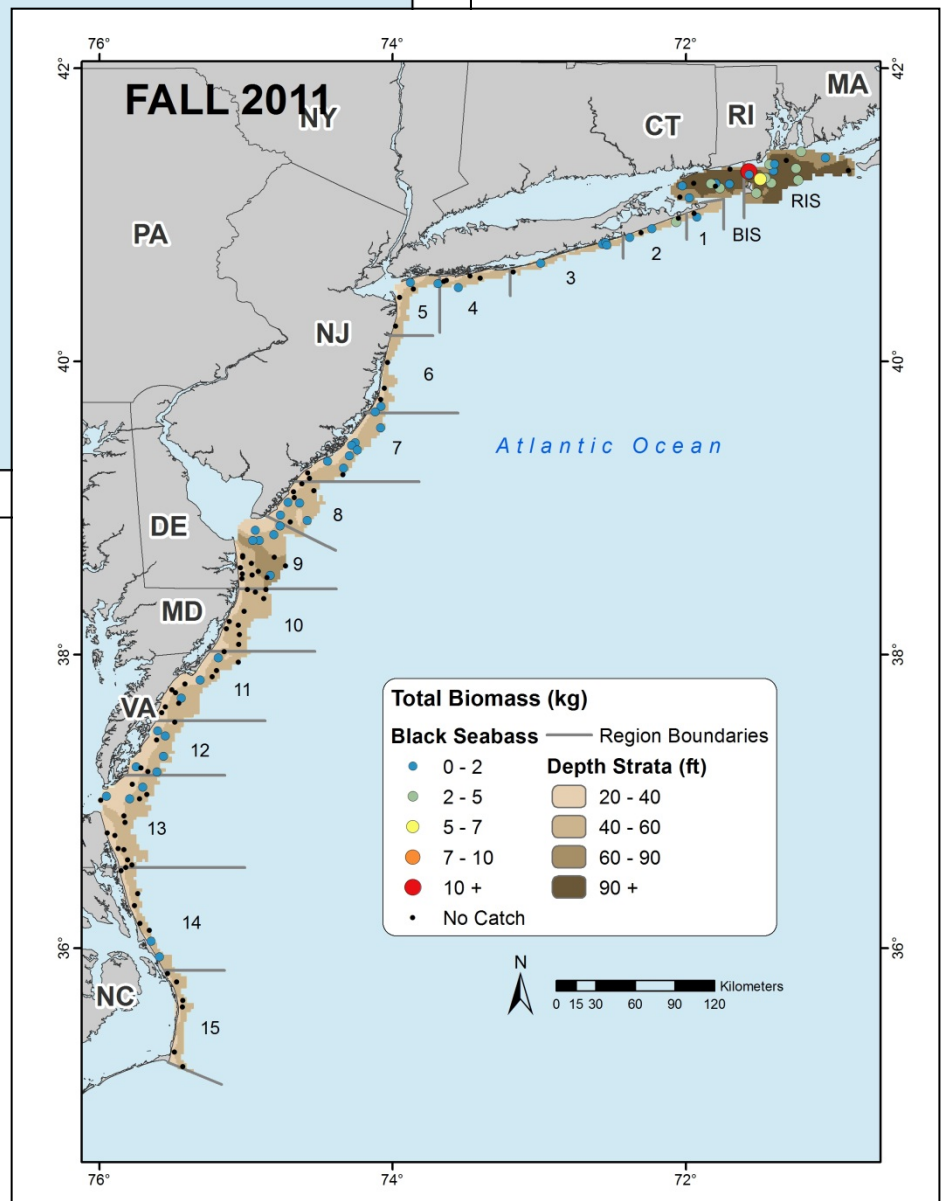 76°
74°
72°
42°
42°
FALL 2011
NY
CT
RI
MA
PA
RIS
BIS
1
2
3
4
5
NJ
40°
40°
6
Atlantic Ocean
7
8
DE
9
MD
10
38°
38°
11
VA
12
13
14
36°
36°
NC
15
Total Biomass (kg)
Black Seabass
Region Boundaries
0 - 2
Depth Strata (ft)
2 - 5
20 - 40
5 - 7
40 - 60
7 - 10
60 - 90
10 +
90 +
No Catch
N
Kilometers
0 15 30 60 90 120
76°
74°
72°